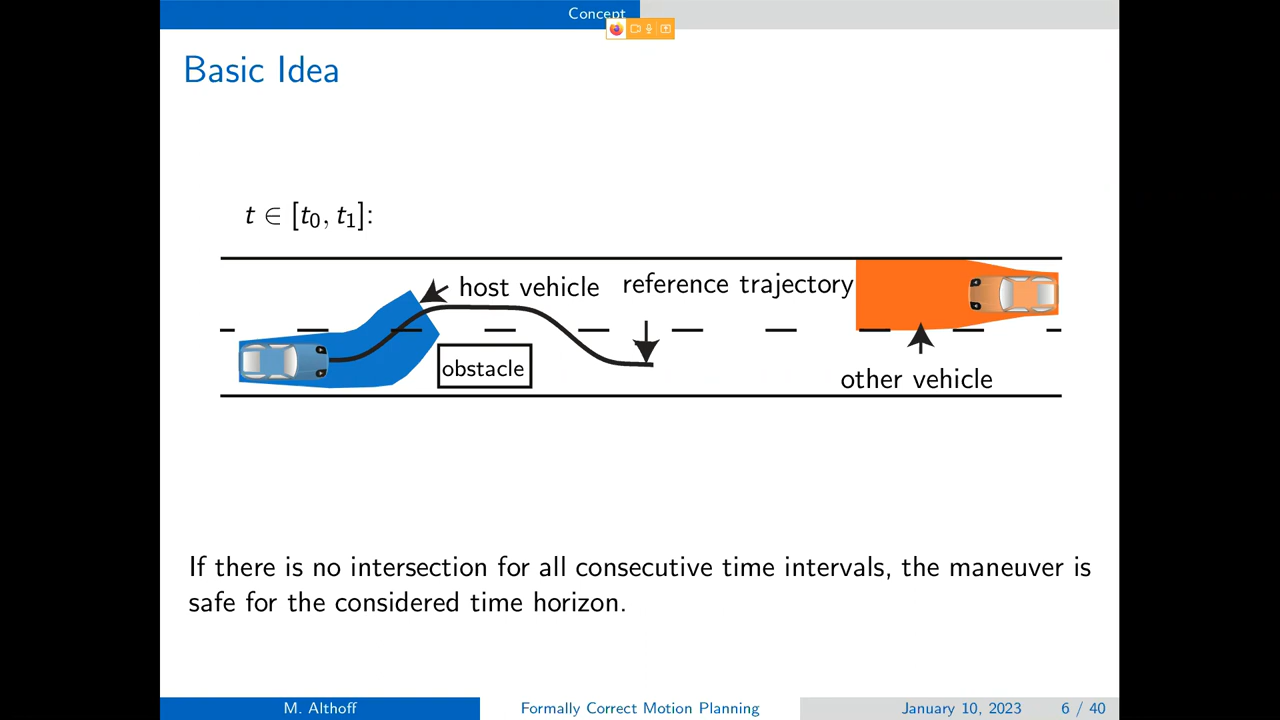 Concept
Basic Idea
t ∈ [t₀, t₁]:
host vehicle
reference trajectory
obstacle
other vehicle
If there is no intersection for all consecutive time intervals, the maneuver is
safe for the considered time horizon.
M. Althoff
Formally Correct Motion Planning
January 10, 2023
6 / 40